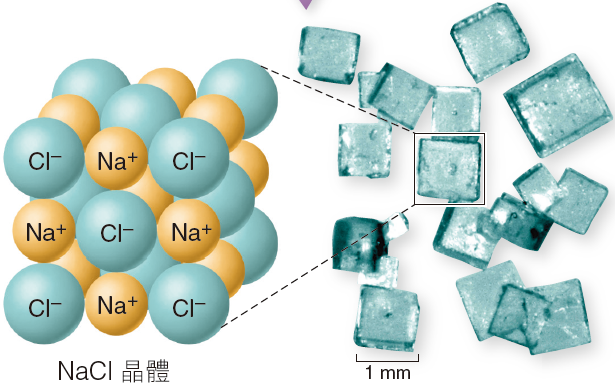 Cl⁻ Na⁺ Cl⁻
Na⁺ Cl⁻ Na⁺
Cl⁻ Na⁺ Cl⁻
NaCl 晶體
1 mm